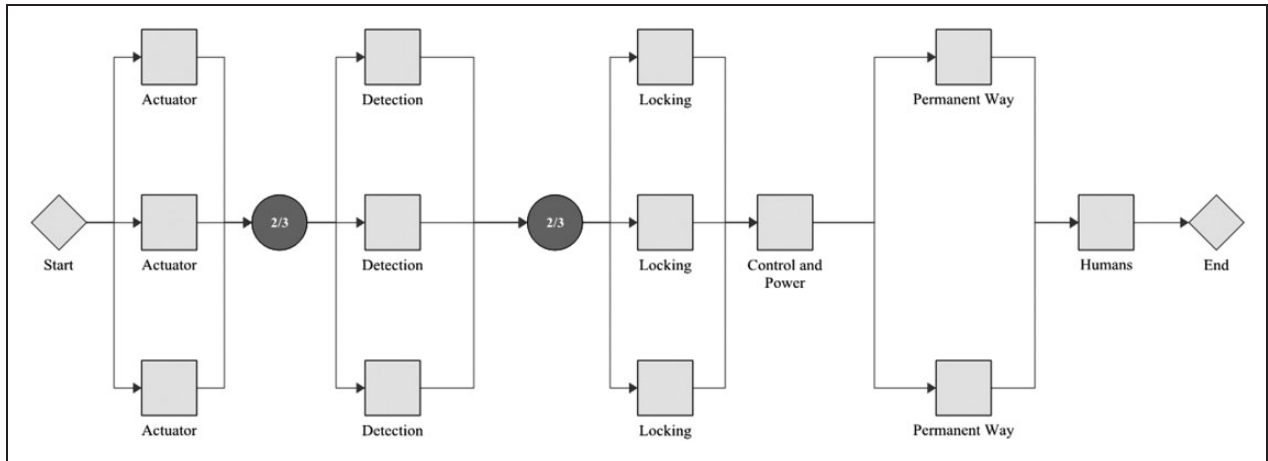 Actuator
Detection
Locking
Permanent Way
2/3
2/3
Start
Actuator
Detection
Locking
Control and
Power
Humans
End
Actuator
Detection
Locking
Permanent Way